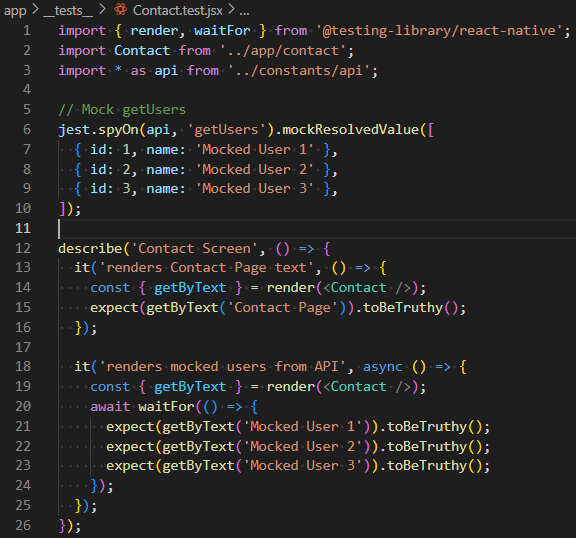 app > __tests__ > Contact.test.jsx > ...
1 import { render, waitFor } from '@testing-library/react-native';
2 import Contact from '../app/contact';
3 import * as api from '../constants/api';
4
5 // Mock getUsers
6 jest.spyOn(api, 'getUsers').mockResolvedValue([
7   { id: 1, name: 'Mocked User 1' },
8   { id: 2, name: 'Mocked User 2' },
9   { id: 3, name: 'Mocked User 3' },
10 ]);
11
12 describe('Contact Screen', () => {
13   it('renders Contact Page text', () => {
14     const { getByText } = render(<Contact />);
15     expect(getByText('Contact Page')).toBeTruthy();
16   });
17
18   it('renders mocked users from API', async () => {
19     const { getByText } = render(<Contact />);
20     await waitFor(() => {
21       expect(getByText('Mocked User 1')).toBeTruthy();
22       expect(getByText('Mocked User 2')).toBeTruthy();
23       expect(getByText('Mocked User 3')).toBeTruthy();
24     });
25   });
26 });